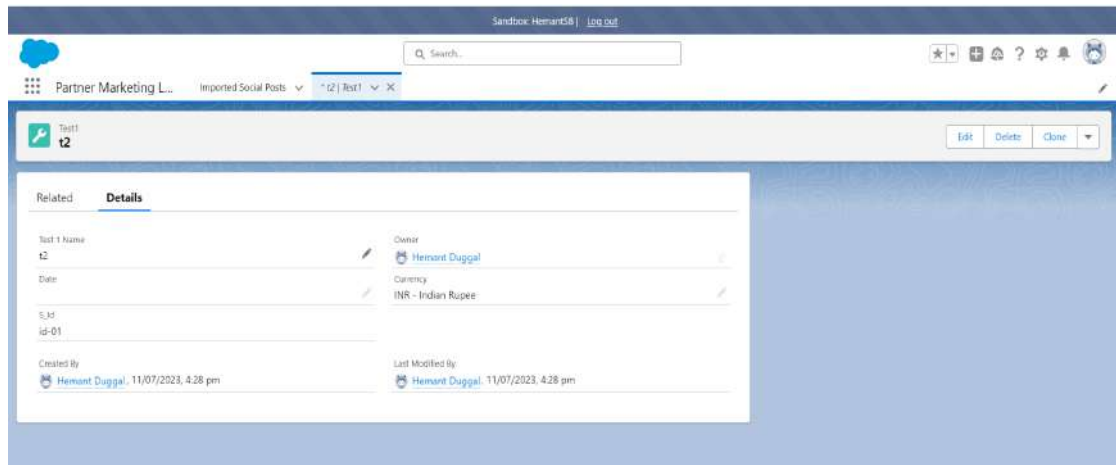 Sandbox: HemantSB | Log out
Search...
Partner Marketing L...
Imported Social Posts
* t2 | Test1
Test1
t2
Edit
Delete
Clone
Related
Details
Test 1 Name
t2
Owner
Hemant Duggal
Date
Currency
INR - Indian Rupee
S_Id
id-01
Created By
Hemant Duggal, 11/07/2023, 4:28 pm
Last Modified By
Hemant Duggal, 11/07/2023, 4:28 pm